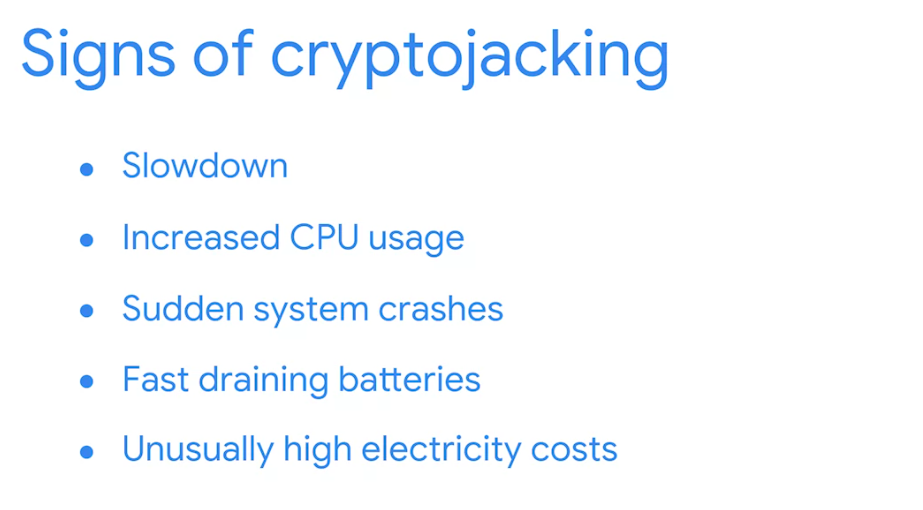 Signs of cryptojacking
● Slowdown
● Increased CPU usage
● Sudden system crashes
● Fast draining batteries
● Unusually high electricity costs